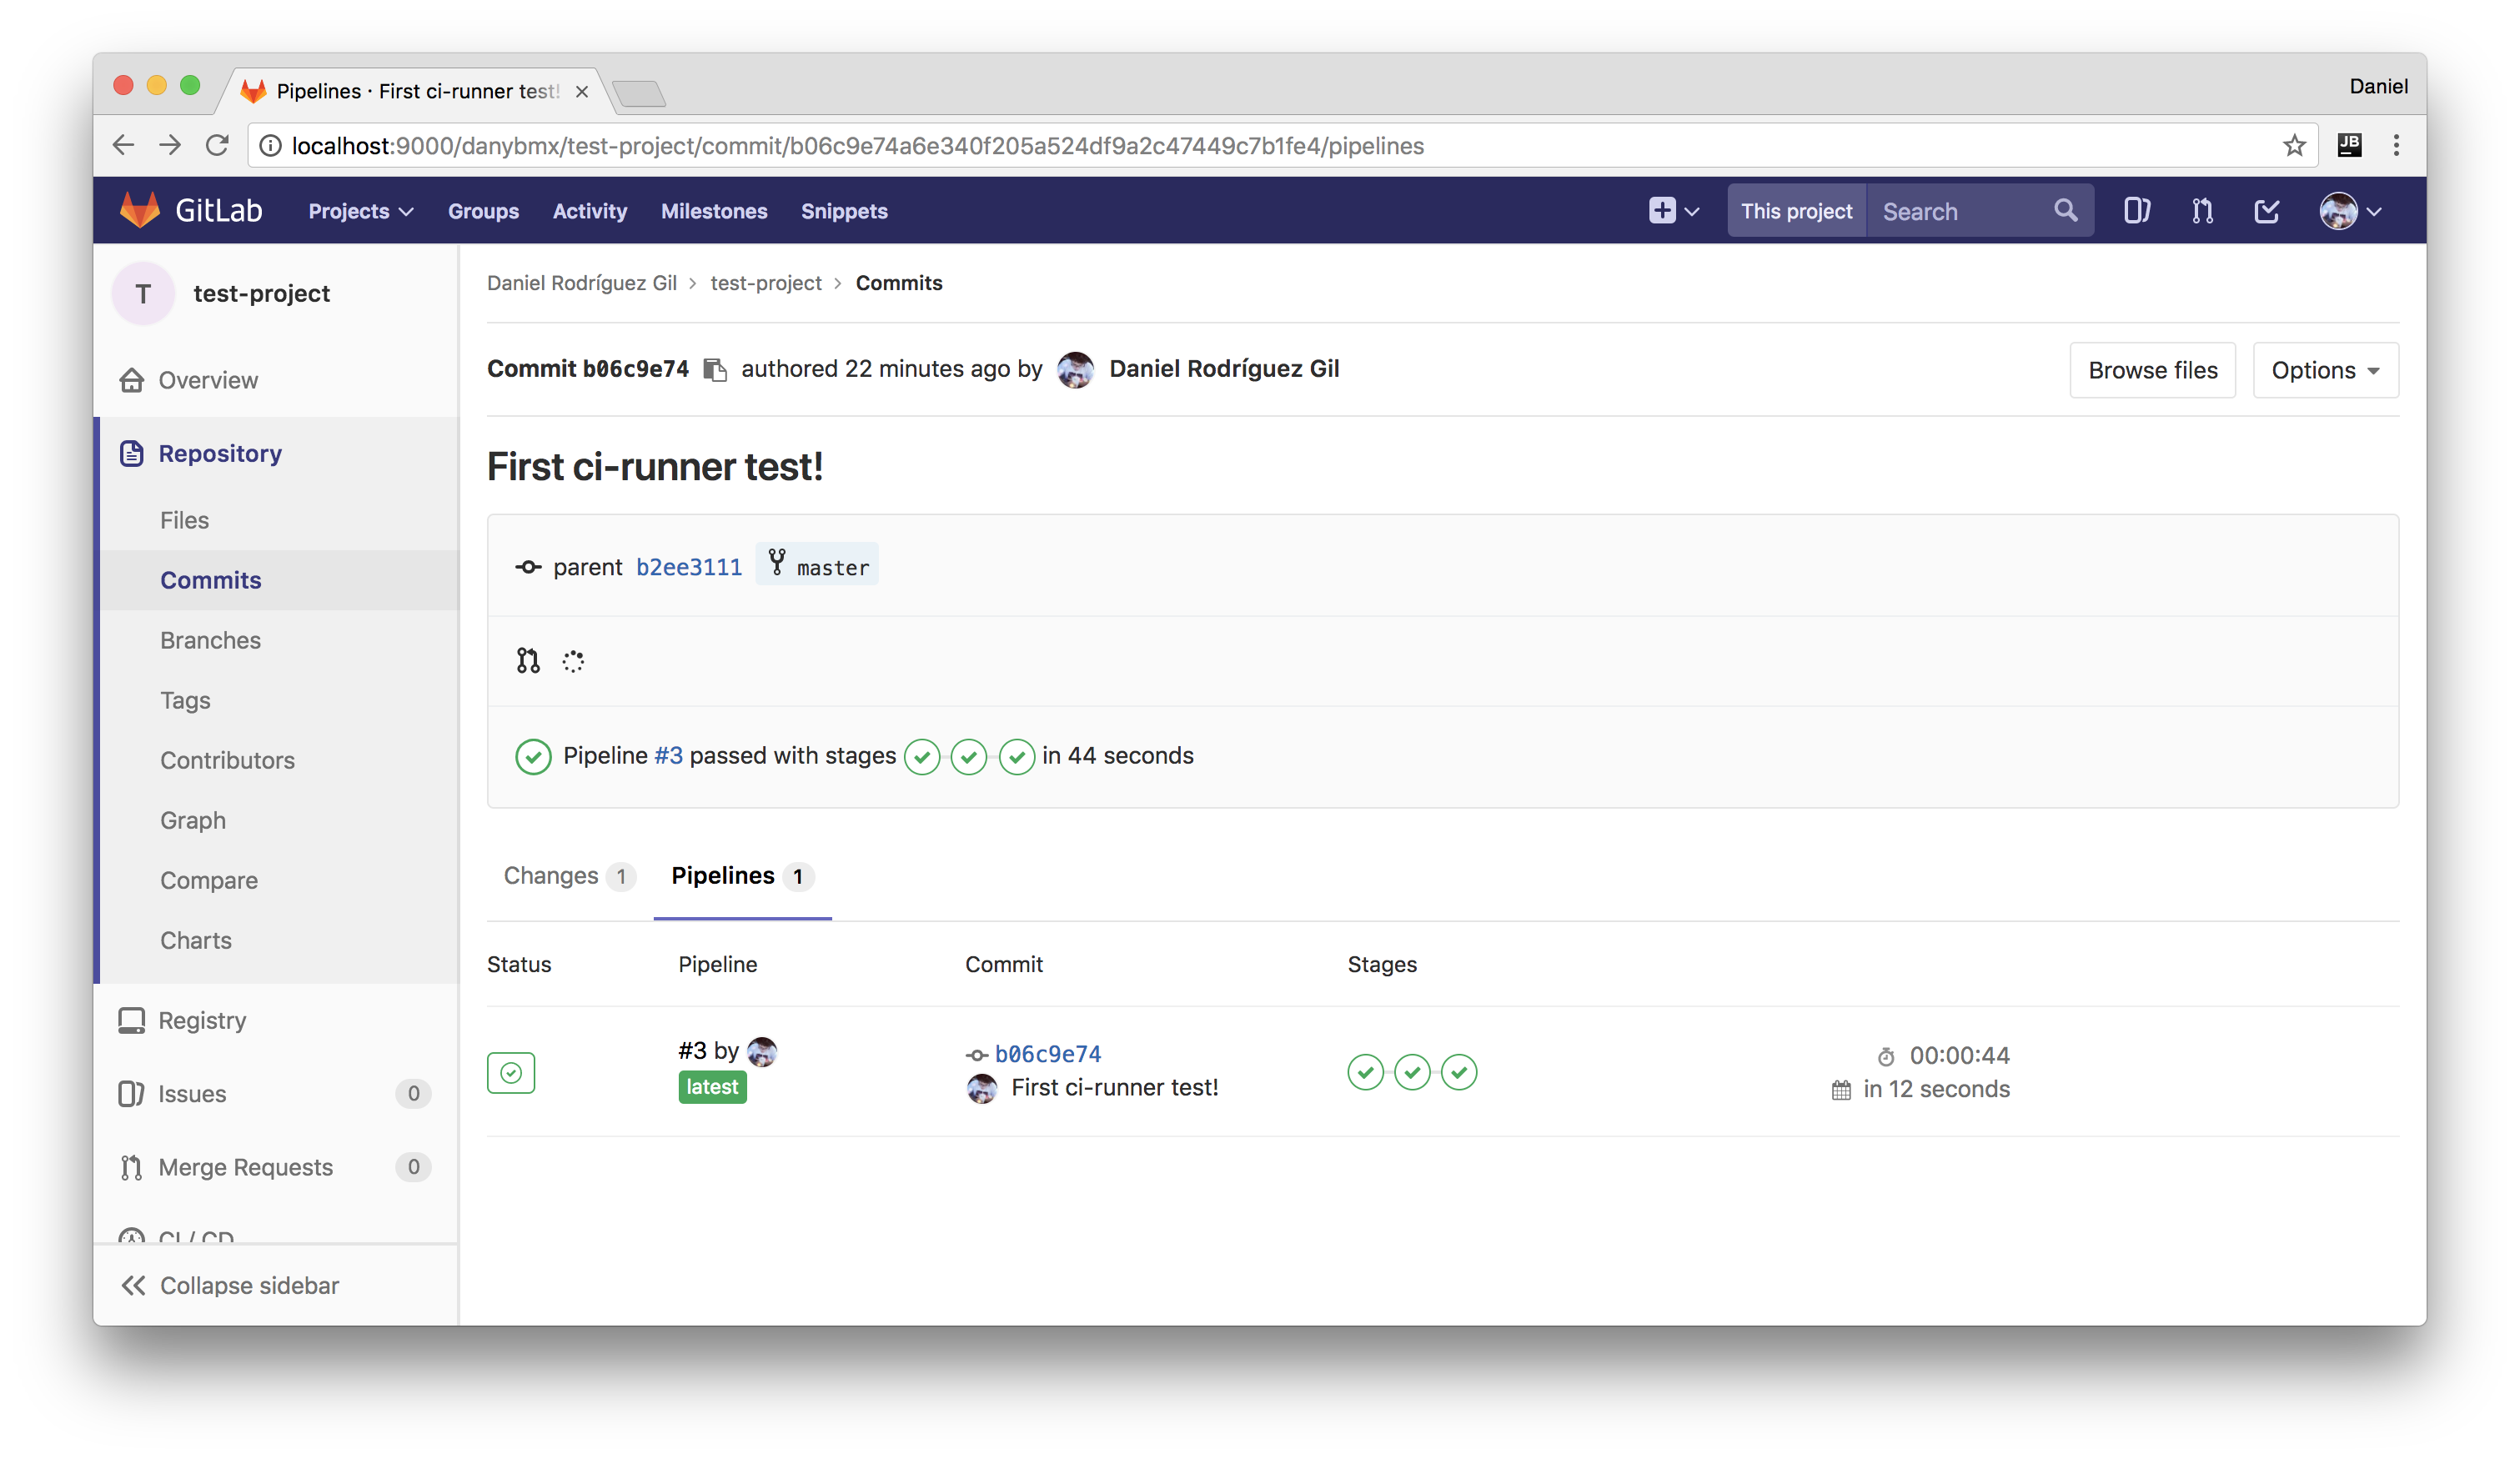 Pipelines · First ci-runner test!
Daniel
localhost:9000/danybmx/test-project/commit/b06c9e74a6e340f205a524df9a2c47449c7b1fe4/pipelines
JB
GitLab Projects Groups Activity Milestones Snippets This project Search
T test-project
Overview
Repository
Files
Commits
Branches
Tags
Contributors
Graph
Compare
Charts
Registry
Issues 0
Merge Requests 0
CI / CD
Collapse sidebar
Daniel Rodríguez Gil > test-project > Commits
Commit b06c9e74 authored 22 minutes ago by Daniel Rodríguez Gil Browse files Options
First ci-runner test!
parent b2ee3111 master
Pipeline #3 passed with stages in 44 seconds
Changes 1 Pipelines 1
Status Pipeline Commit Stages
#3 by b06c9e74 00:00:44
latest First ci-runner test! in 12 seconds